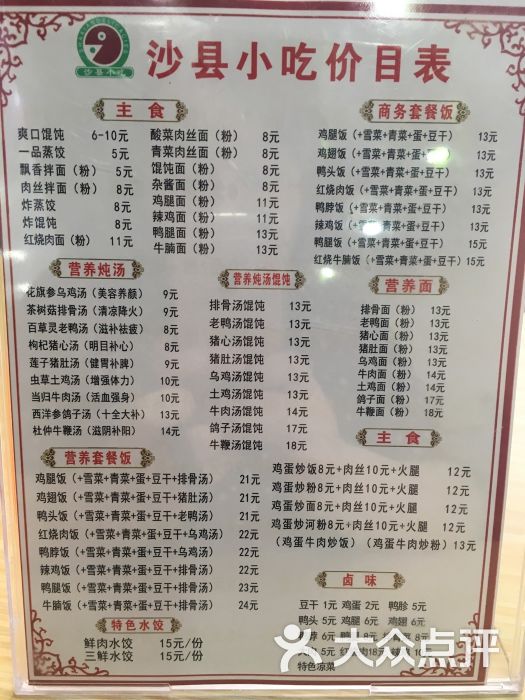 沙县小吃价目表
主食
爽口馄饨 6-10元
一品蒸饺 5元
飘香拌面（粉） 5元
肉丝拌面（粉） 8元
炸蒸饺 8元
炸馄饨 8元
红烧肉面（粉） 11元
酸菜肉丝面（粉） 8元
青菜肉丝面（粉） 8元
馄饨面（粉） 8元
杂酱面（粉） 8元
鸡腿面（粉） 11元
辣鸡面（粉） 11元
鸭腿面（粉） 13元
牛腩面（粉） 13元
商务套餐饭
鸡腿饭（+雪菜+青菜+蛋+豆干） 13元
鸡翅饭（+雪菜+青菜+蛋+豆干） 13元
鸭头饭（+雪菜+青菜+蛋+豆干） 13元
红烧肉饭（+雪菜+青菜+蛋+豆干） 13元
鸭脖饭（+雪菜+青菜+蛋+豆干） 13元
辣鸡饭（+雪菜+青菜+蛋+豆干） 13元
鸭腿饭（+雪菜+青菜+蛋+豆干） 15元
红烧牛腩饭（+雪菜+青菜+蛋+豆干） 15元
营养炖汤
花旗参乌鸡汤（美容养颜） 9元
茶树菇排骨汤（清凉降火） 9元
百草灵老鸭汤（滋补祛疲） 8元
枸杞猪心汤（明目补心） 8元
莲子猪肚汤（健胃补脾） 9元
虫草土鸡汤（增强体力） 10元
当归牛肉汤（活血强身） 10元
西洋参鸽子汤（十全大补） 13元
杜仲牛鞭汤（滋阴补阳） 14元
营养炖汤馄饨
排骨汤馄饨 13元
老鸭汤馄饨 13元
猪心汤馄饨 13元
猪肚汤馄饨 13元
乌鸡汤馄饨 13元
土鸡汤馄饨 13元
牛肉汤馄饨 13元
鸽子汤馄饨 17元
牛鞭汤馄饨 18元
营养面
排骨面（粉） 13元
老鸭面（粉） 13元
猪心面（粉） 13元
猪肚面（粉） 13元
乌鸡面（粉） 13元
牛肉面（粉） 14元
土鸡面（粉） 14元
鸽子面（粉） 17元
牛鞭面（粉） 18元
主食
鸡蛋炒饭8元+肉丝10元+火腿 12元
鸡蛋炒粉8元+肉丝10元+火腿 12元
鸡蛋炒面8元+肉丝10元+火腿 12元
鸡蛋炒河粉8元+肉丝10元+火腿 12元
（鸡蛋牛肉炒饭）（鸡蛋牛肉炒粉）13元
营养套餐饭
鸡腿饭（+雪菜+青菜+蛋+豆干+排骨汤） 21元
鸡翅饭（+雪菜+青菜+蛋+豆干+猪肚汤） 21元
鸭头饭（+雪菜+青菜+蛋+豆干+老鸭汤） 21元
红烧肉饭（+雪菜+青菜+蛋+豆干+乌鸡汤） 22元
鸭脖饭（+雪菜+青菜+蛋+豆干+乌鸡汤） 22元
辣鸡饭（+雪菜+青菜+蛋+豆干+排骨汤） 22元
鸭腿饭（+雪菜+青菜+蛋+豆干+排骨汤） 23元
牛腩饭（+雪菜+青菜+蛋+豆干+排骨汤） 24元
特色水饺
鲜肉水饺 15元/份
三鲜水饺 15元/份
卤味
豆干 1元 鸡蛋 2元 鸭胗 5元
鸭头 5元 鸡腿 6元 鸡翅 6元
特色凉菜
大众点评